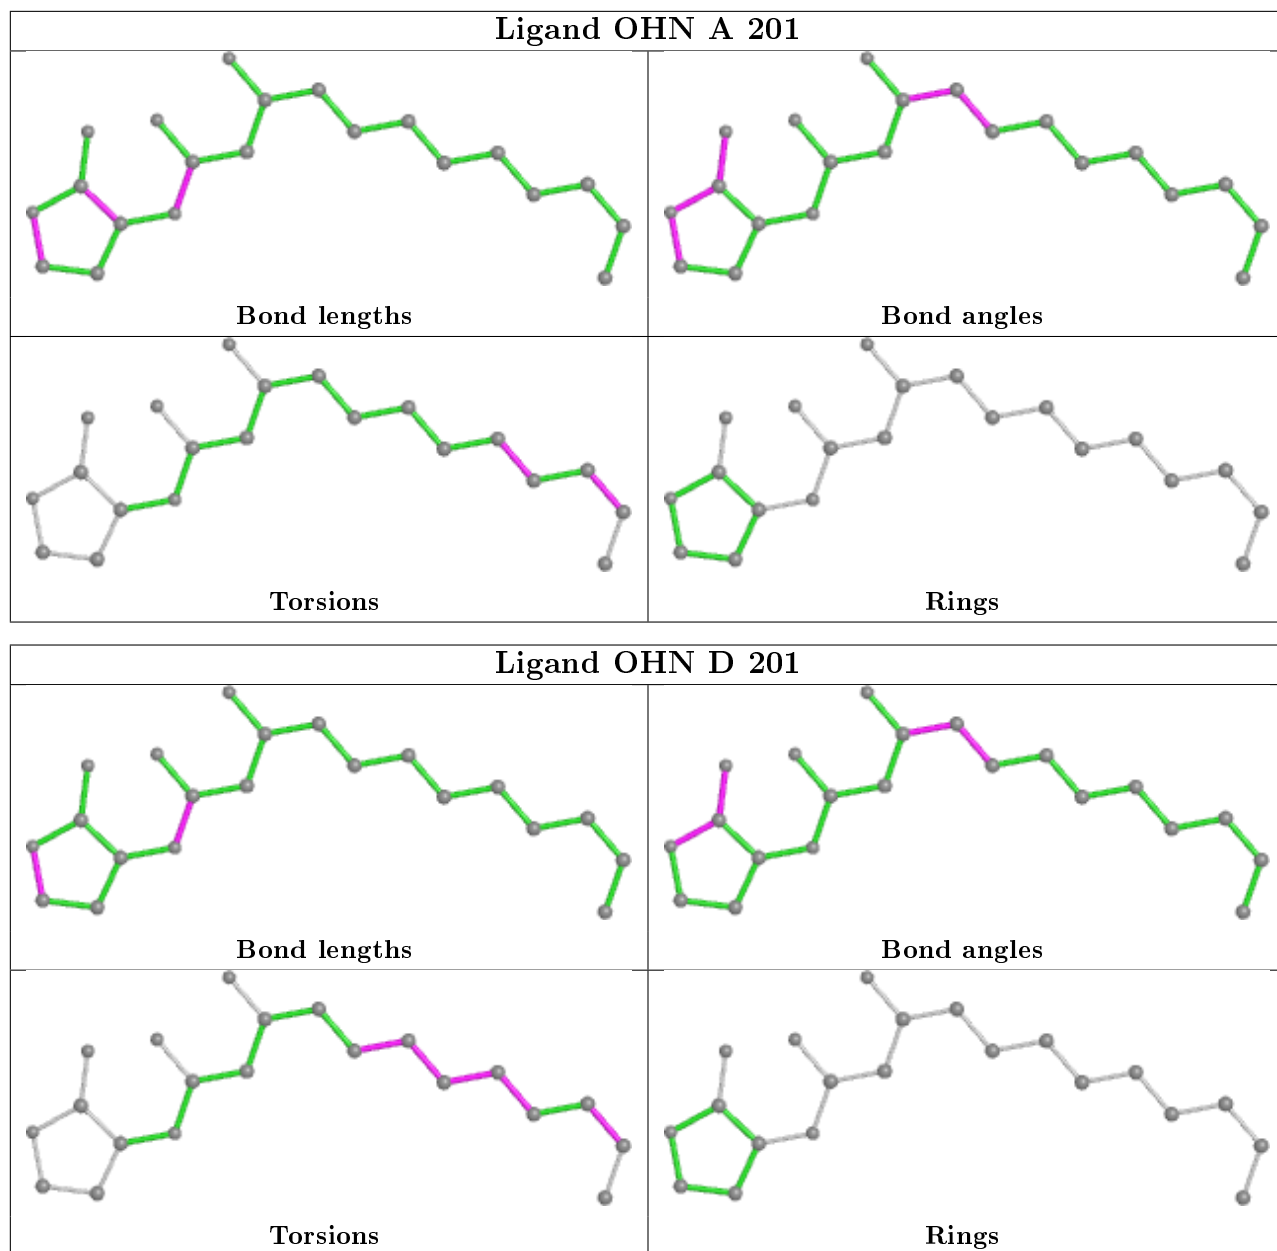 Ligand OHN A 201
Bond lengths
Bond angles
Torsions
Rings
Ligand OHN D 201
Bond lengths
Bond angles
Torsions
Rings